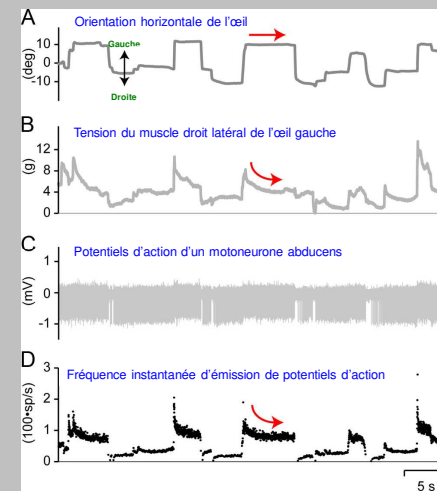 A
Orientation horizontale de l'œil
Gauche
10
0
-10
(deg)
Droite
B
Tension du muscle droit latéral de l'œil gauche
12
8
4
0
(g)
C
Potentiels d'action d'un motoneurone abducens
1
0
-1
(mV)
D
Fréquence instantanée d'émission de potentiels d'action
3
2
1
0
(100•sp/s)
5 s